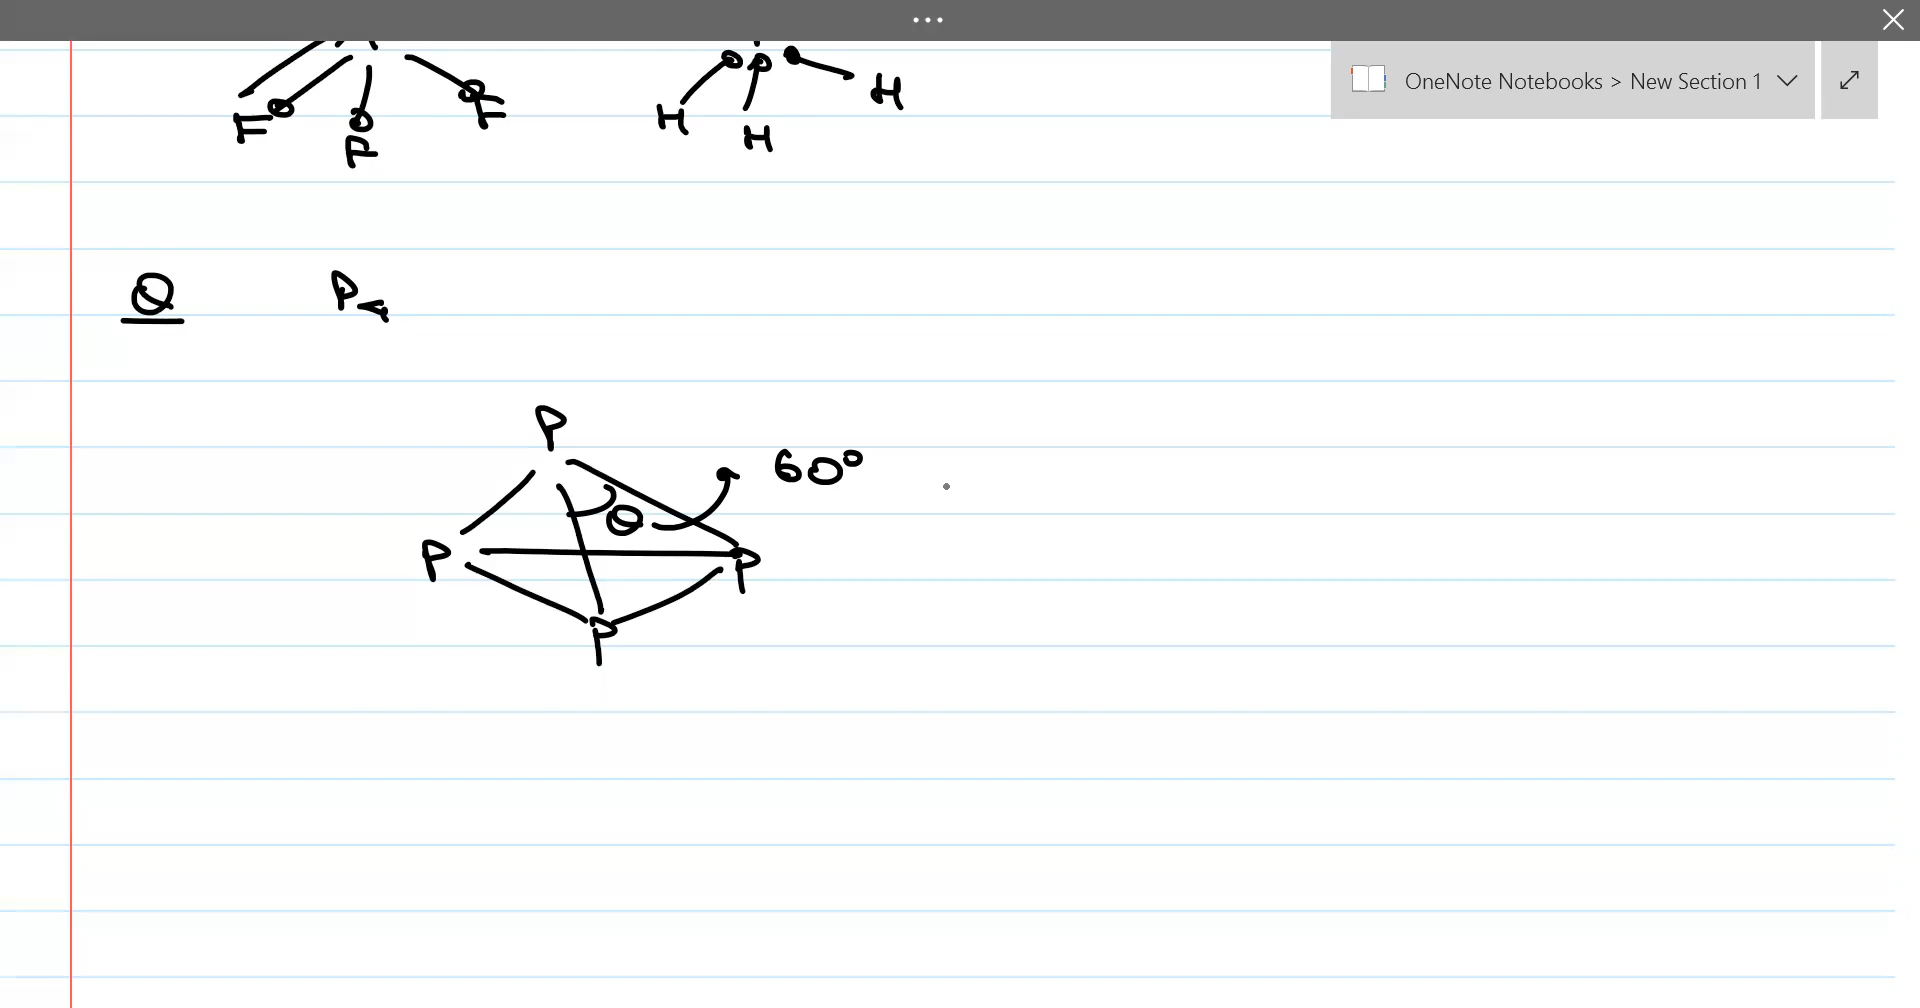 ...
OneNote Notebooks > New Section 1
F F F
H H H
Q P4
P
60°
θ
P P
P